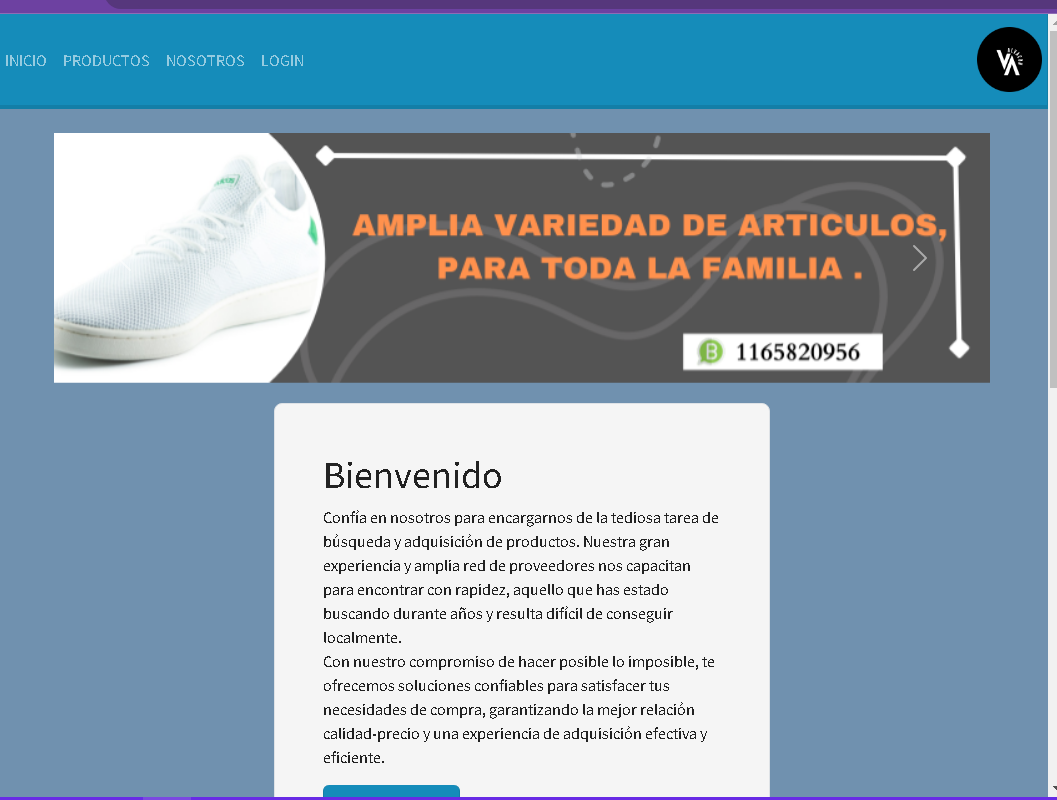 INICIO PRODUCTOS NOSOTROS LOGIN
AMPLIA VARIEDAD DE ARTICULOS,
PARA TODA LA FAMILIA .
1165820956
Bienvenido
Confía en nosotros para encargarnos de la tediosa tarea de
búsqueda y adquisición de productos. Nuestra gran
experiencia y amplia red de proveedores nos capacitan
para encontrar con rapidez, aquello que has estado
buscando durante años y resulta difícil de conseguir
localmente.
Con nuestro compromiso de hacer posible lo imposible, te
ofrecemos soluciones confiables para satisfacer tus
necesidades de compra, garantizando la mejor relación
calidad-precio y una experiencia de adquisición efectiva y
eficiente.